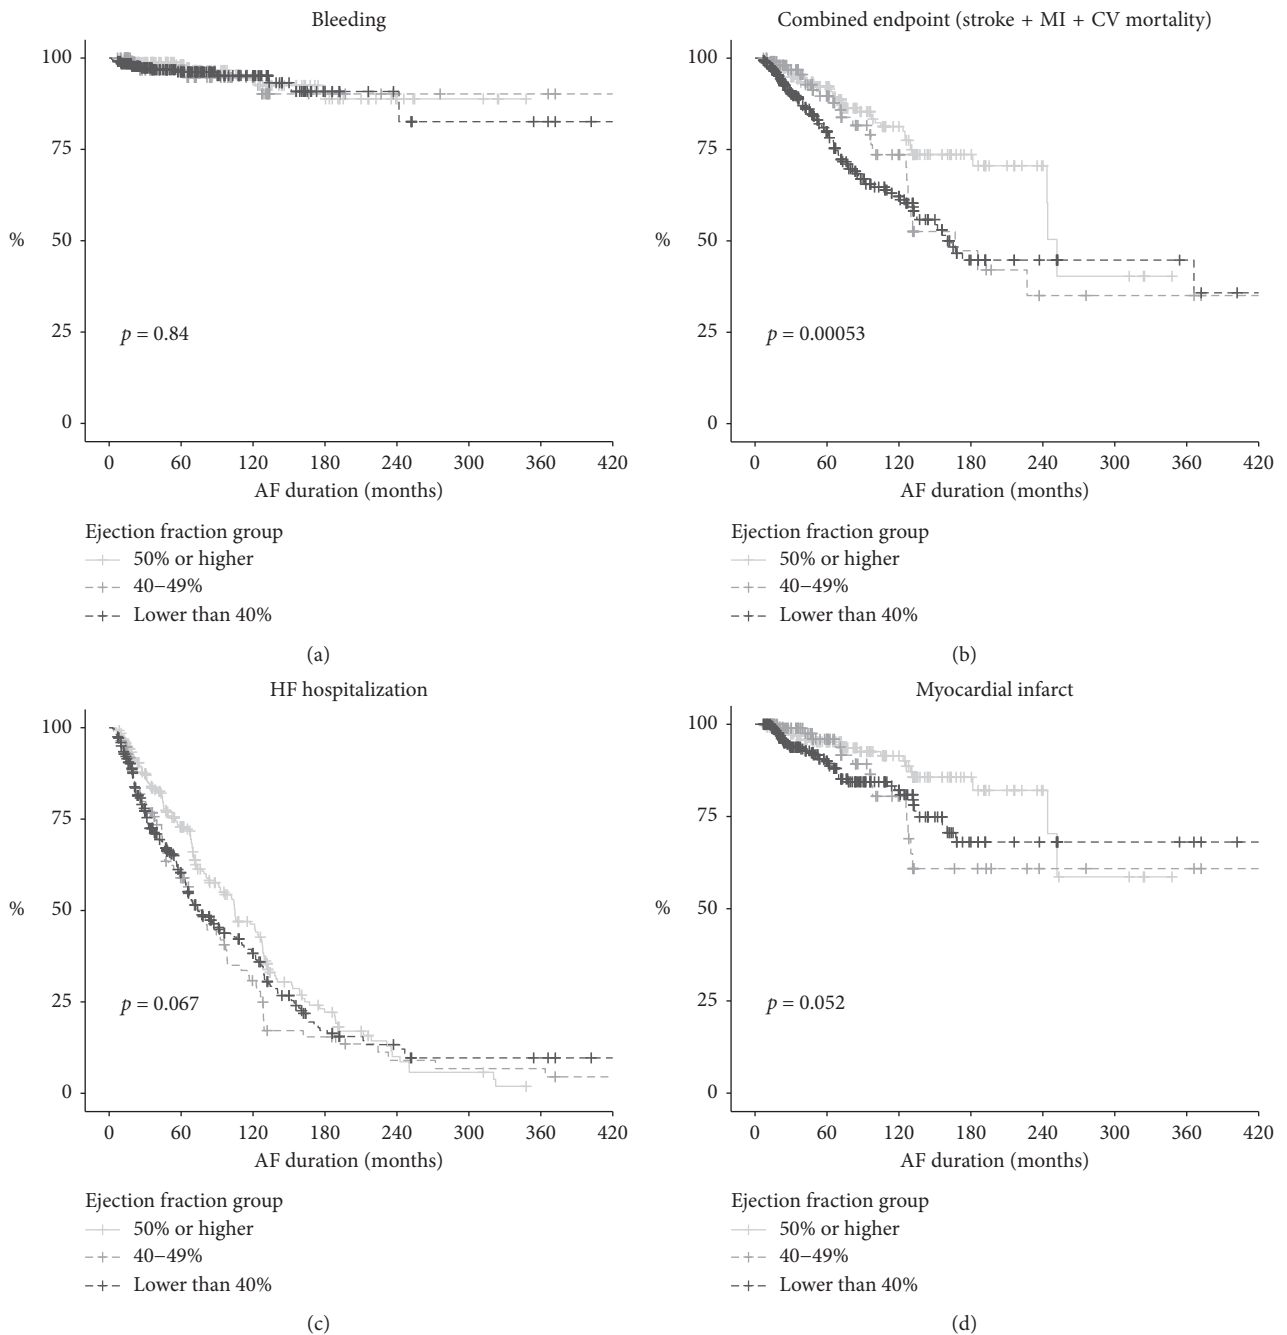 Bleeding
100
75
%
50
25
0
p = 0.84
0 60 120 180 240 300 360 420
AF duration (months)
Ejection fraction group
50% or higher
40−49%
Lower than 40%
(a)
Combined endpoint (stroke + MI + CV mortality)
100
75
%
50
25
0
p = 0.00053
0 60 120 180 240 300 360 420
AF duration (months)
Ejection fraction group
50% or higher
40−49%
Lower than 40%
(b)
HF hospitalization
100
75
%
50
25
0
p = 0.067
0 60 120 180 240 300 360 420
AF duration (months)
Ejection fraction group
50% or higher
40−49%
Lower than 40%
(c)
Myocardial infarct
100
75
%
50
25
0
p = 0.052
0 60 120 180 240 300 360 420
AF duration (months)
Ejection fraction group
50% or higher
40−49%
Lower than 40%
(d)